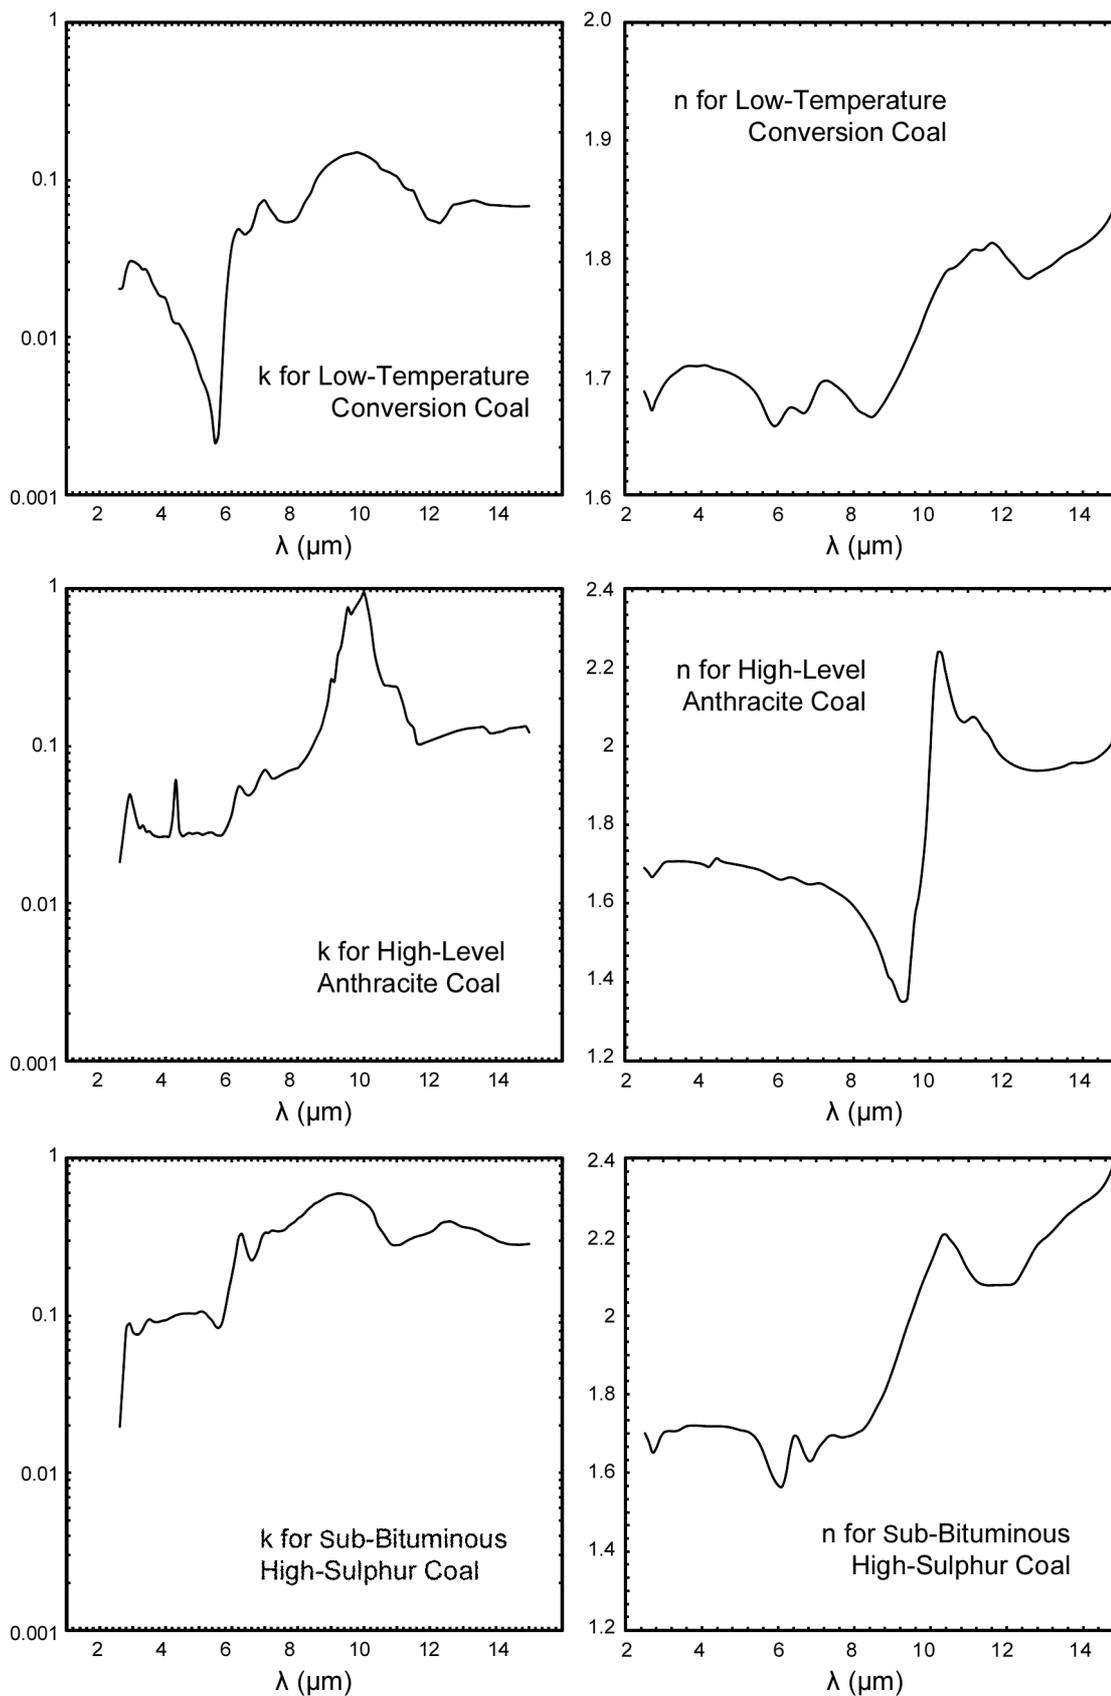 1
0.1
0.01
0.001
k for Low-Temperature
Conversion Coal
2 4 6 8 10 12 14
λ (μm)
2.0
1.9
1.8
1.7
1.6
n for Low-Temperature
Conversion Coal
2 4 6 8 10 12 14
λ (μm)
1
0.1
0.01
0.001
k for High-Level
Anthracite Coal
2 4 6 8 10 12 14
λ (μm)
2.4
2.2
2
1.8
1.6
1.4
1.2
n for High-Level
Anthracite Coal
2 4 6 8 10 12 14
λ (μm)
1
0.1
0.01
0.001
k for Sub-Bituminous
High-Sulphur Coal
2 4 6 8 10 12 14
λ (μm)
2.4
2.2
2
1.8
1.6
1.4
1.2
n for Sub-Bituminous
High-Sulphur Coal
2 4 6 8 10 12 14
λ (μm)